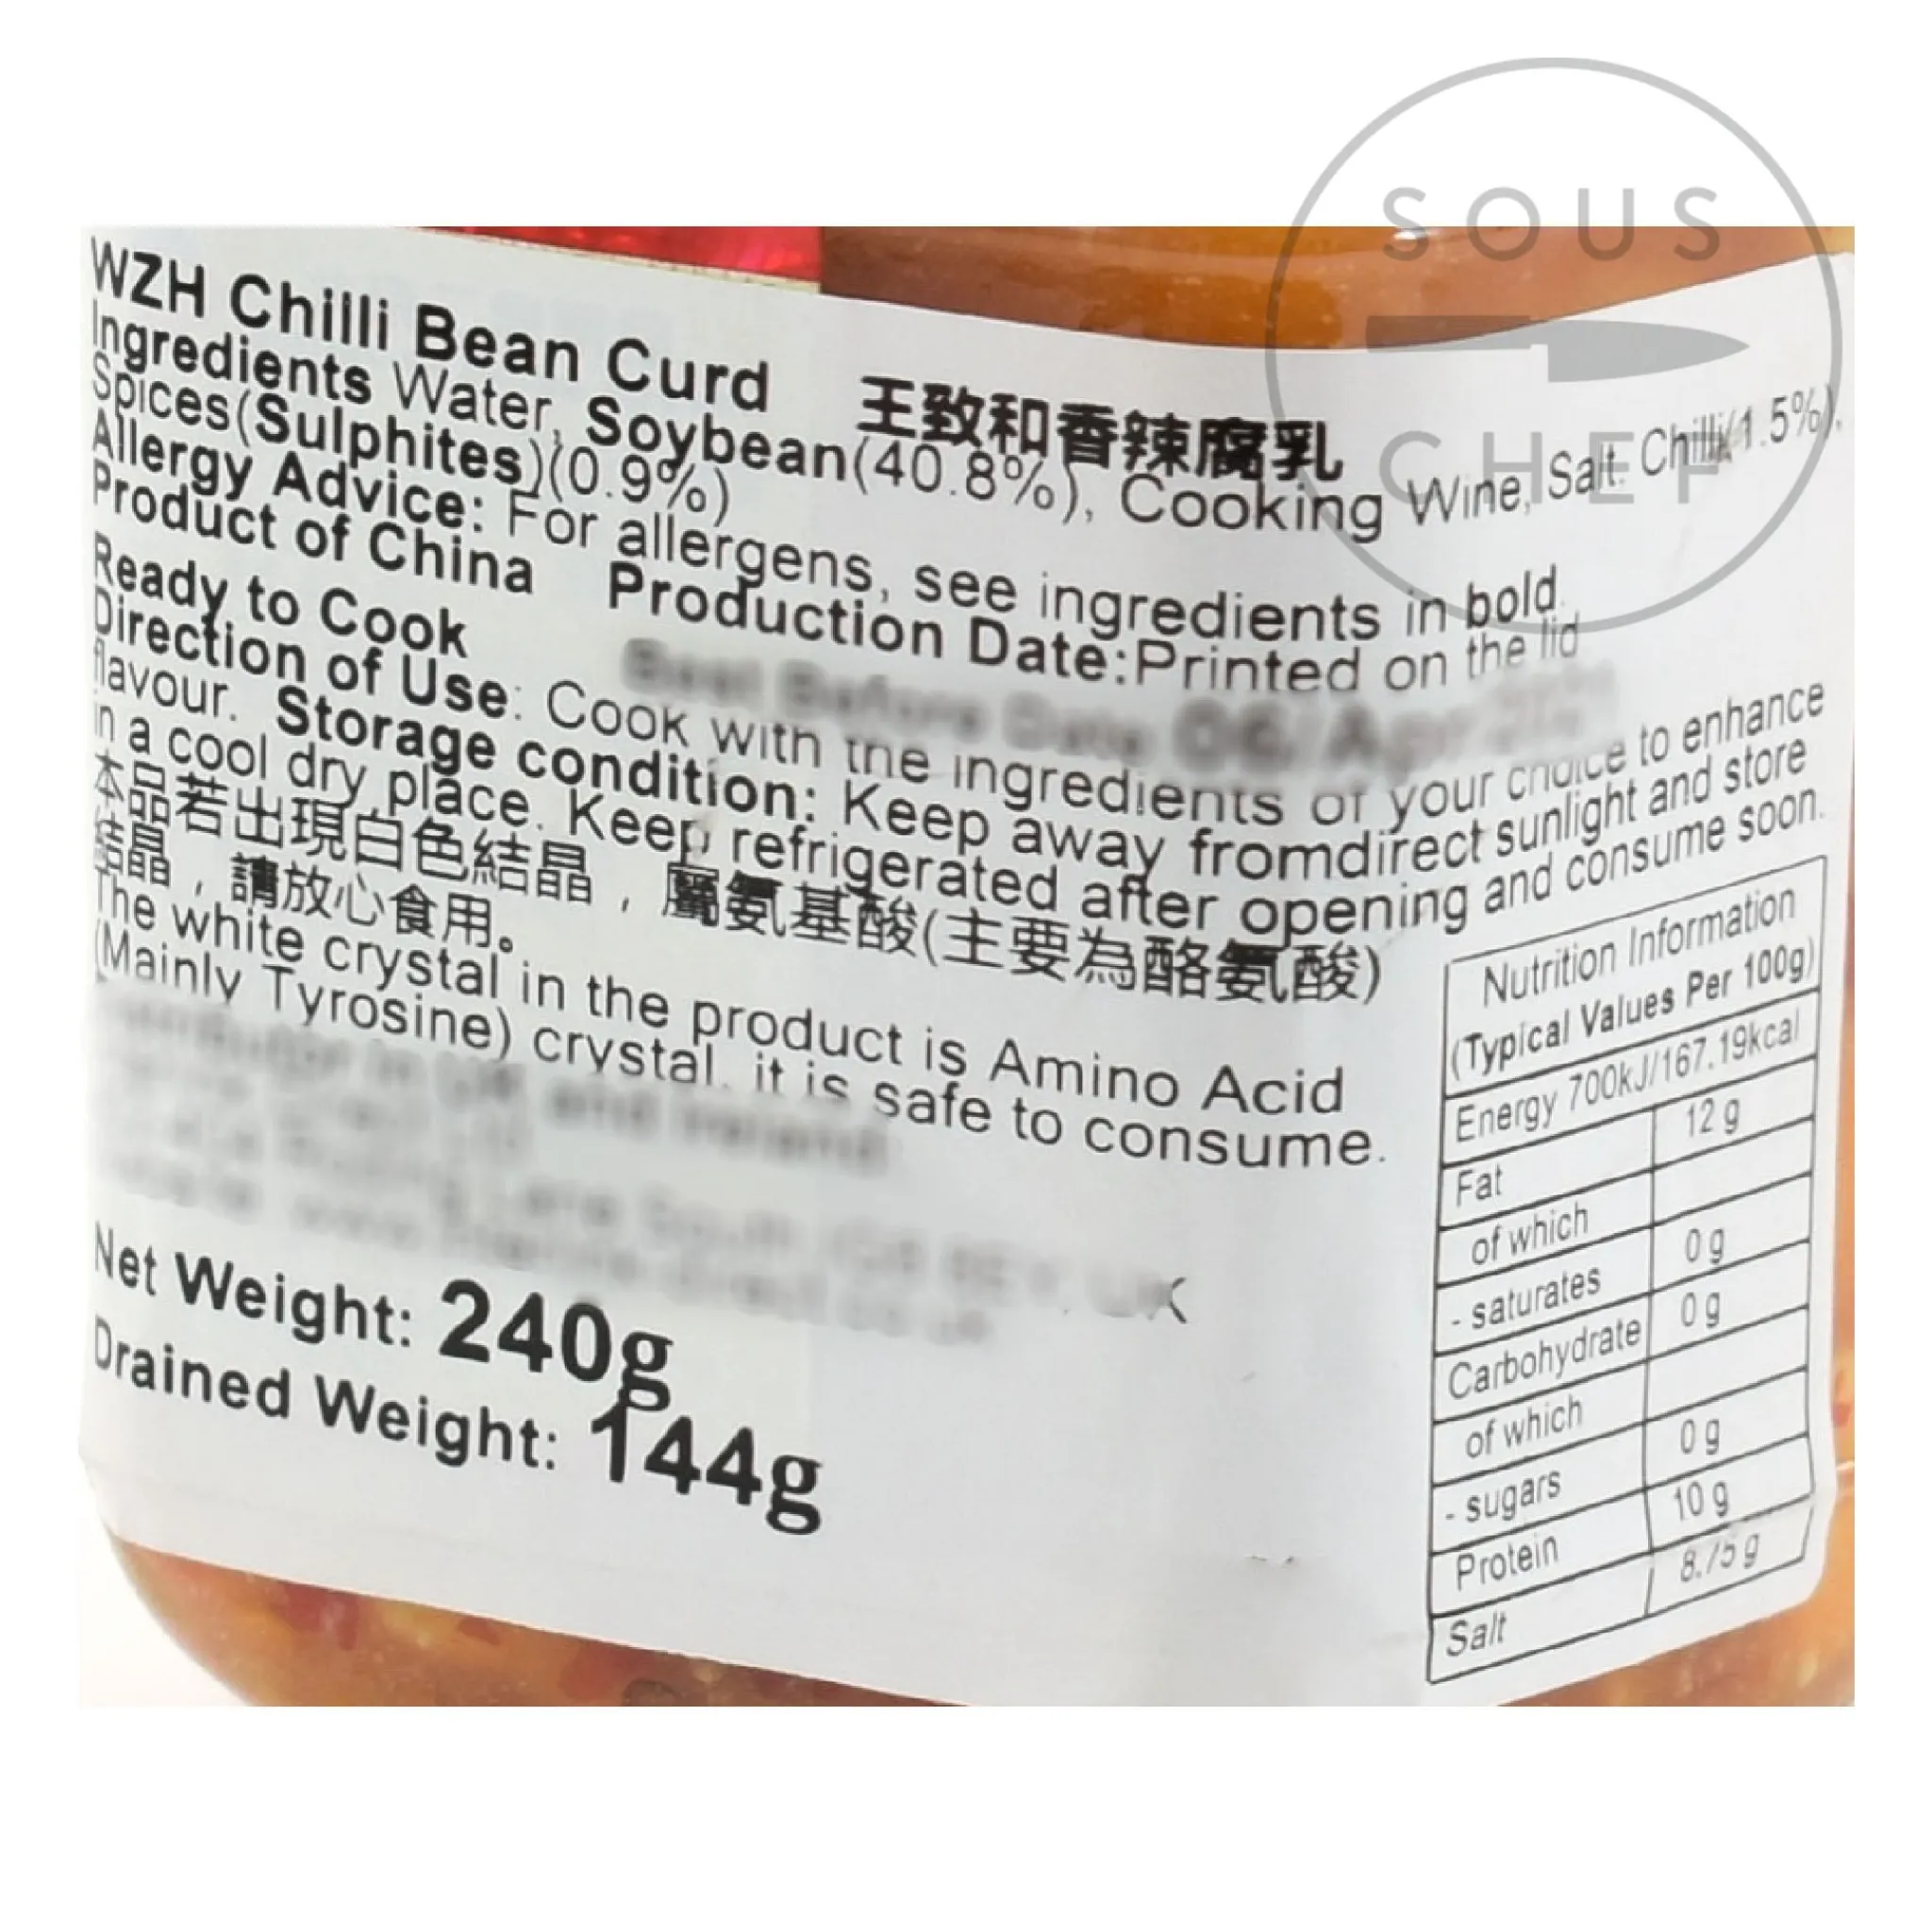 SOUS
CHEF
WZH Chilli Bean Curd 王致和香辣腐乳
Ingredients Water, Soybean(40.8%), Cooking Wine, Salt, Chilli(1.5%),
Spices(Sulphites)(0.9%)
Allergy Advice: For allergens, see ingredients in bold.
Product of China Production Date:Printed on the lid
Ready to Cook
Best Before Date 06/Apr
Direction of Use: Cook with the ingredients of your choice to enhance
flavour. Storage condition: Keep away fromdirect sunlight and store
in a cool dry place. Keep refrigerated after opening and consume soon.
本品若出現白色結晶，屬氨基酸(主要為酪氨酸)
結晶，請放心食用。
The white crystal in the product is Amino Acid
(Mainly Tyrosine) crystal, it is safe to consume.
UK
Net Weight: 240g
Drained Weight: 144g
Nutrition Information
(Typical Values Per 100g)
Energy 700kJ/167.19kcal
Fat 12 g
of which
- saturates 0 g
Carbohydrate 0 g
of which
- sugars 0 g
Protein 10 g
Salt 8.75 g